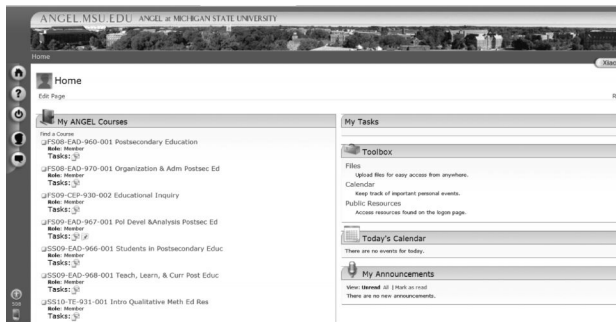 ANGEL.MSU.EDU ANGEL at MICHIGAN STATE UNIVERSITY
Home
Xiao
Home
Edit Page
R
My ANGEL Courses
Find a Course
FS08-EAD-960-001 Postsecondary Education
Role: Member
Tasks:
FS08-EAD-970-001 Organization & Adm Postsec Ed
Role: Member
Tasks:
FS09-CEP-930-002 Educational Inquiry
Role: Member
Tasks:
FS09-EAD-967-001 Pol Devel &Analysis Postsec Ed
Role: Member
Tasks:
SS09-EAD-966-001 Students in Postsecondary Educ
Role: Member
Tasks:
SS09-EAD-968-001 Teach, Learn, & Curr Post Educ
Role: Member
Tasks:
SS10-TE-931-001 Intro Qualitative Meth Ed Res
Role: Member
Tasks:
My Tasks
Toolbox
Files
Upload files for easy access from anywhere.
Calendar
Keep track of important personal events.
Public Resources
Access resources found on the logon page.
Today's Calendar
There are no events for today.
My Announcements
View: Unread All | Mark as read
There are no new announcements.